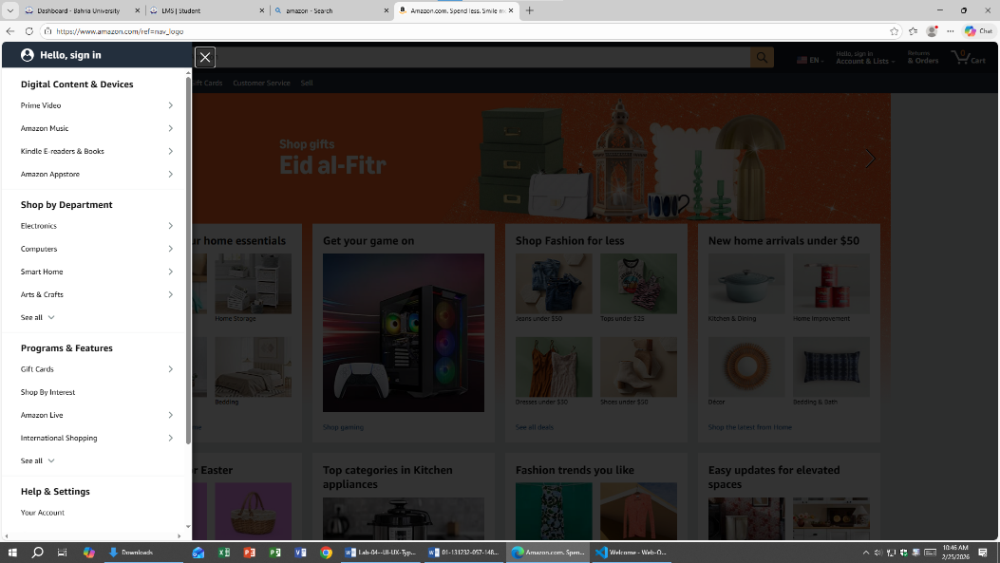 Dashboard - Bahria University
LMS | Student
amazon - Search
Amazon.com. Spend less. Smile m
https://www.amazon.com/ref=nav_logo
Chat
Hello, sign in
EN
Hello, sign in
Account & Lists
Returns
& Orders
0
Cart
ift Cards
Customer Service
Sell
Digital Content & Devices
Prime Video
Amazon Music
Kindle E-readers & Books
Amazon Appstore
Shop by Department
Electronics
Computers
Smart Home
Arts & Crafts
See all
Programs & Features
Gift Cards
Shop By Interest
Amazon Live
International Shopping
See all
Help & Settings
Your Account
Shop gifts
Eid al-Fitr
ur home essentials
Home Storage
Bedding
Get your game on
Shop gaming
Shop Fashion for less
Jeans under $50
Tops under $25
Dresses under $30
Shoes under $50
See all deals
New home arrivals under $50
Kitchen & Dining
Home Improvement
Décor
Bedding & Bath
Shop the latest from Home
or Easter
Top categories in Kitchen
appliances
Fashion trends you like
Easy updates for elevated
spaces
Downloads
Lab-04--UI-UX-Typ...
01-131232-057-148...
Amazon.com. Spen...
Welcome - Web-O...
10:46 AM
2/25/2026